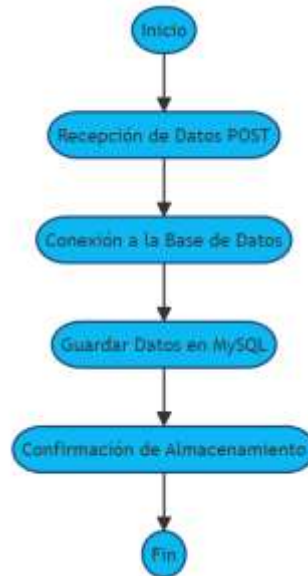 Inicio
Recepción de Datos POST
Conexión a la Base de Datos
Guardar Datos en MySQL
Confirmación de Almacenamiento
Fin